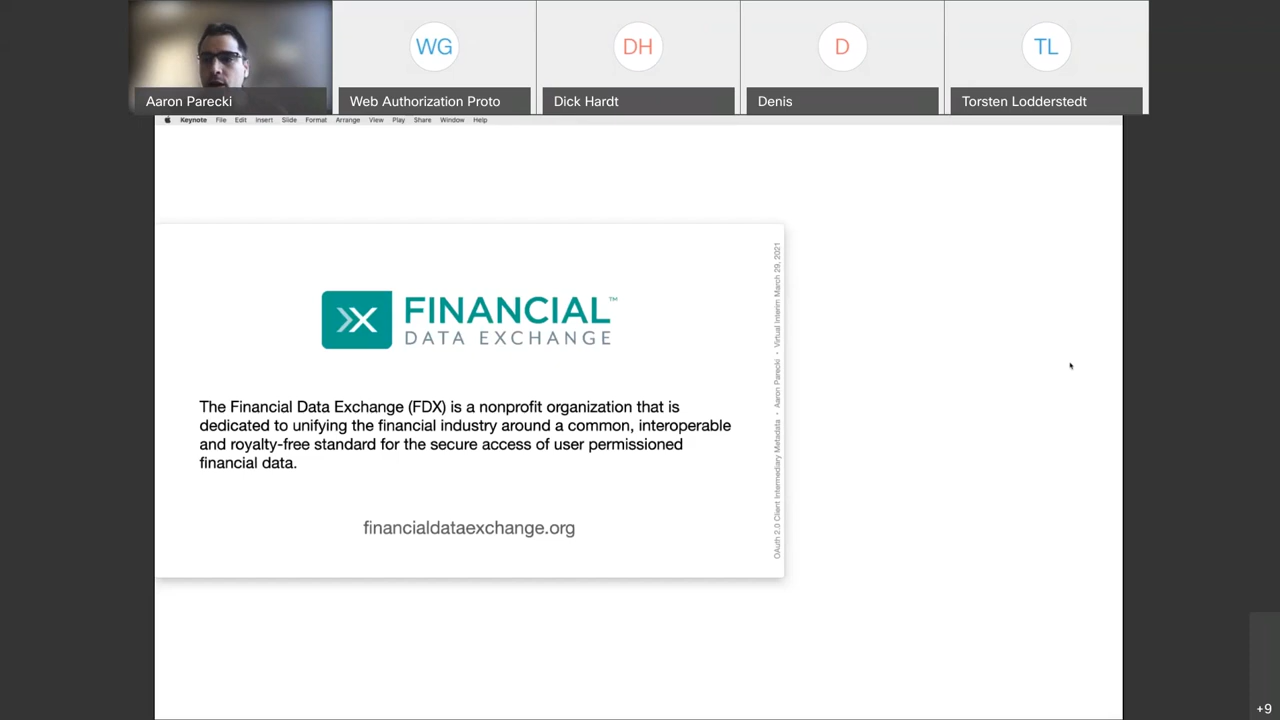 WG
DH
D
TL
Aaron Parecki
Web Authorization Proto
Dick Hardt
Denis
Torsten Lodderstedt
Keynote File Edit Insert Slide Format Arrange View Play Share Window Help
FINANCIAL™
DATA EXCHANGE
The Financial Data Exchange (FDX) is a nonprofit organization that is
dedicated to unifying the financial industry around a common, interoperable
and royalty-free standard for the secure access of user permissioned
financial data.
financialdataexchange.org
OAuth 2.0 Client Intermediary Metadata • Aaron Parecki • Virtual Interim March 29, 2021
+9